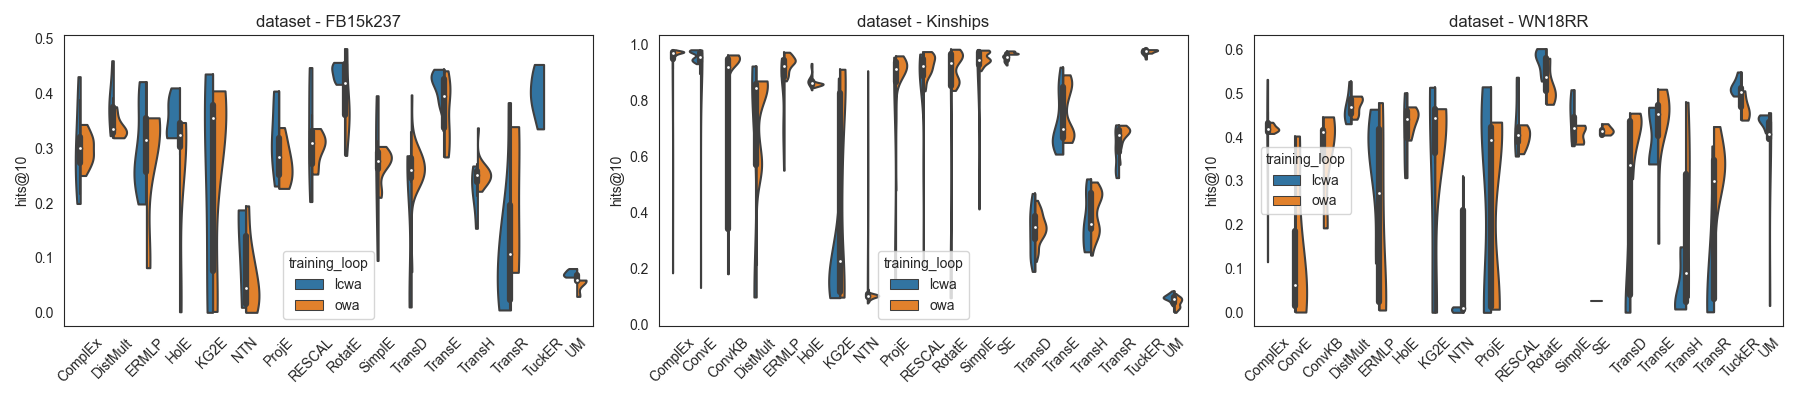 dataset - FB15k237
hits@10
0.5
0.4
0.3
0.2
0.1
0.0
training_loop
lcwa
owa
ComplEx
DistMult
ERMLP
HolE
KG2E
NTN
ProjE
RESCAL
RotatE
SimplE
TransD
TransE
TransH
TransR
TuckER
UM
dataset - Kinships
hits@10
1.0
0.8
0.6
0.4
0.2
0.0
training_loop
lcwa
owa
ComplEx
ConvE
ConvKB
DistMult
ERMLP
HolE
KG2E
NTN
ProjE
RESCAL
RotatE
SimplE
SE
TransD
TransE
TransH
TransR
TuckER
UM
dataset - WN18RR
hits@10
0.6
0.5
0.4
0.3
0.2
0.1
0.0
training_loop
lcwa
owa
ComplEx
ConvE
ConvKB
DistMult
ERMLP
HolE
KG2E
NTN
ProjE
RESCAL
RotatE
SimplE
SE
TransD
TransE
TransH
TransR
TuckER
UM